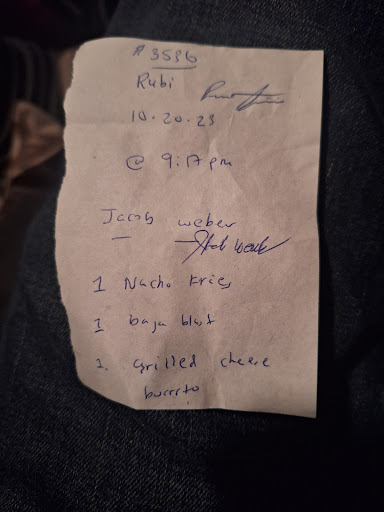 # 3536
Rubi
10.20.23
@ 9:17pm
Jacob weber
1 Nacho fries
1 baja blast
1. grilled cheese
burrito